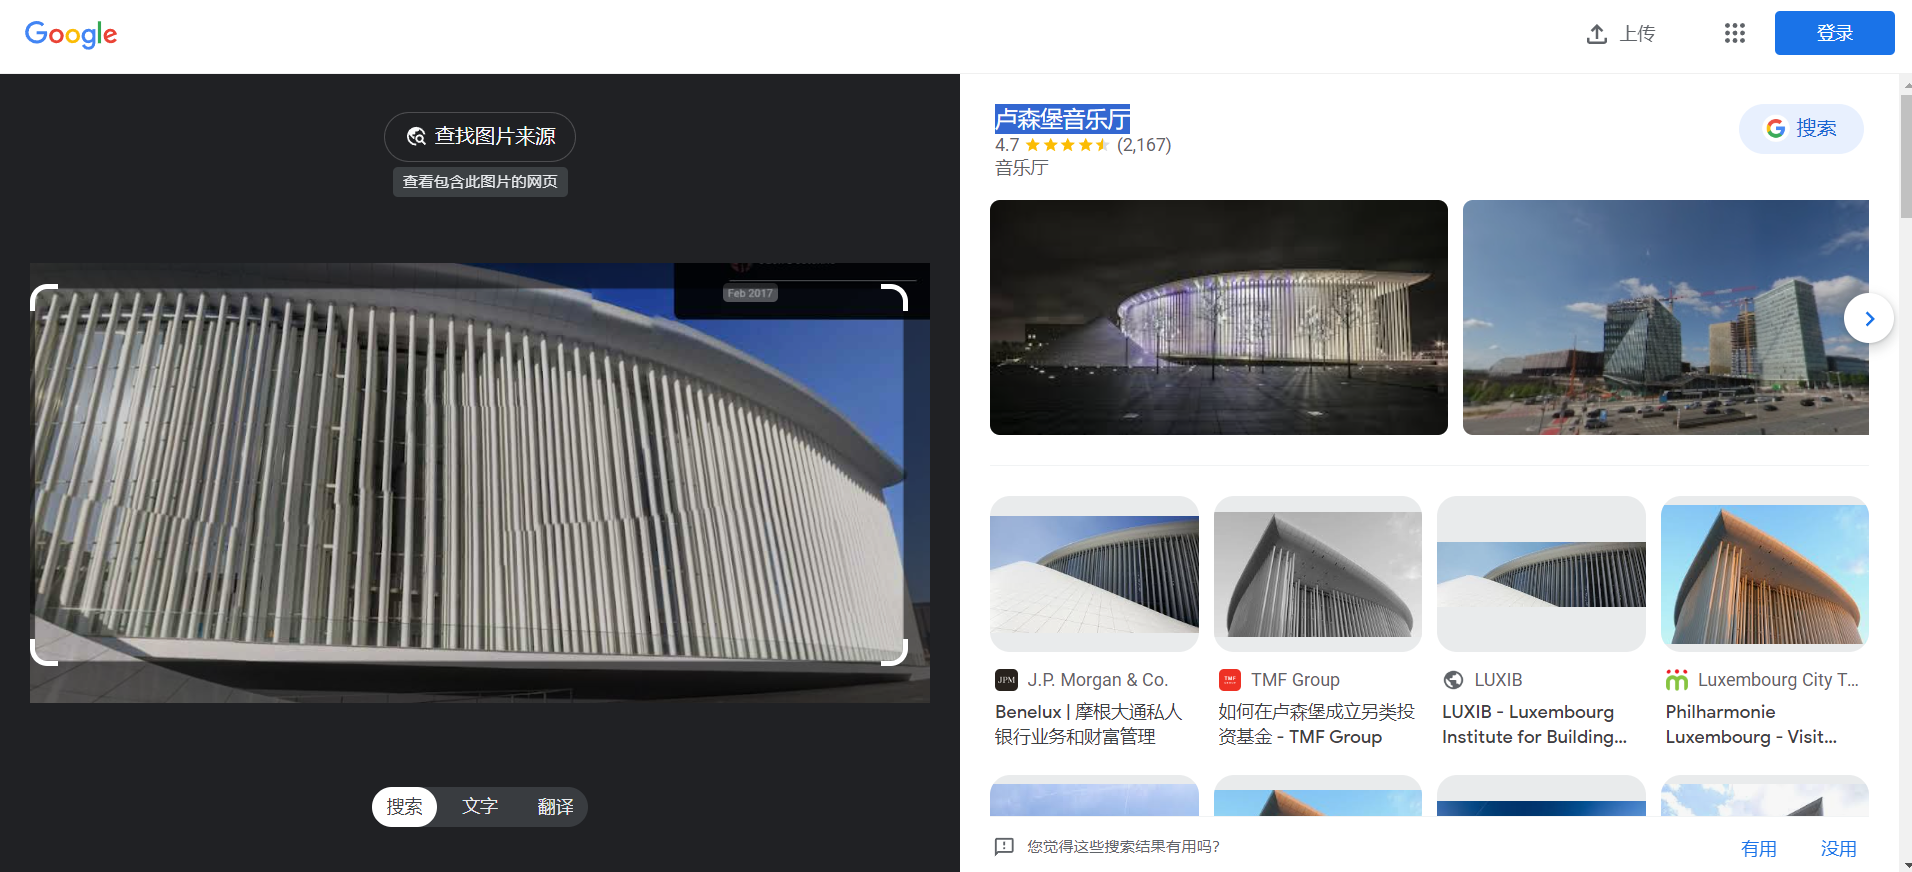 Google
上传
登录
查找图片来源
查看包含此图片的网页
Feb 2017
搜索
文字
翻译
卢森堡音乐厅
4.7
(2,167)
音乐厅
搜索
JPM
J.P. Morgan & Co.
Benelux | 摩根大通私人
银行业务和财富管理
TMF
TMF Group
如何在卢森堡成立另类投
资基金 - TMF Group
LUXIB
LUXIB - Luxembourg
Institute for Building...
Luxembourg City T...
Philharmonie
Luxembourg - Visit...
您觉得这些搜索结果有用吗?
有用
没用